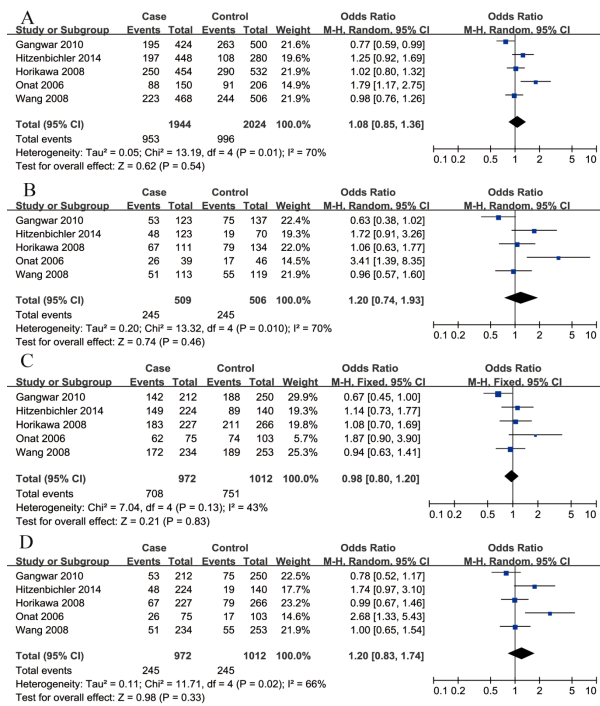 A
Case Control Odds Ratio Odds Ratio
Study or Subgroup Events Total Events Total Weight M-H. Random. 95% CI M-H. Random. 95% CI
Gangwar 2010 195 424 263 500 21.6% 0.77 [0.59, 0.99]
Hitzenbichler 2014 197 448 108 280 19.9% 1.25 [0.92, 1.69]
Horikawa 2008 250 454 290 532 21.9% 1.02 [0.80, 1.32]
Onat 2006 88 150 91 206 14.7% 1.79 [1.17, 2.75]
Wang 2008 223 468 244 506 21.9% 0.98 [0.76, 1.26]
Total (95% CI) 1944 2024 100.0% 1.08 [0.85, 1.36]
Total events 953 996
Heterogeneity: Tau² = 0.05; Chi² = 13.19, df = 4 (P = 0.01); I² = 70%
Test for overall effect: Z = 0.62 (P = 0.54)
0.1 0.2 0.5 1 2 5 10
B
Case Control Odds Ratio Odds Ratio
Study or Subgroup Events Total Events Total Weight M-H. Random. 95% CI M-H. Random. 95% CI
Gangwar 2010 53 123 75 137 22.4% 0.63 [0.38, 1.02]
Hitzenbichler 2014 48 123 19 70 19.0% 1.72 [0.91, 3.26]
Horikawa 2008 67 111 79 134 22.1% 1.06 [0.63, 1.77]
Onat 2006 26 39 17 46 14.5% 3.41 [1.39, 8.35]
Wang 2008 51 113 55 119 21.9% 0.96 [0.57, 1.60]
Total (95% CI) 509 506 100.0% 1.20 [0.74, 1.93]
Total events 245 245
Heterogeneity: Tau² = 0.20; Chi² = 13.32, df = 4 (P = 0.010); I² = 70%
Test for overall effect: Z = 0.74 (P = 0.46)
0.1 0.2 0.5 1 2 5 10
C
Case Control Odds Ratio Odds Ratio
Study or Subgroup Events Total Events Total Weight M-H. Fixed. 95% CI M-H. Fixed. 95% CI
Gangwar 2010 142 212 188 250 29.9% 0.67 [0.45, 1.00]
Hitzenbichler 2014 149 224 89 140 19.2% 1.14 [0.73, 1.77]
Horikawa 2008 183 227 211 266 19.8% 1.08 [0.70, 1.69]
Onat 2006 62 75 74 103 5.7% 1.87 [0.90, 3.90]
Wang 2008 172 234 189 253 25.3% 0.94 [0.63, 1.41]
Total (95% CI) 972 1012 100.0% 0.98 [0.80, 1.20]
Total events 708 751
Heterogeneity: Chi² = 7.04, df = 4 (P = 0.13); I² = 43%
Test for overall effect: Z = 0.21 (P = 0.83)
0.1 0.2 0.5 1 2 5 10
D
Case Control Odds Ratio Odds Ratio
Study or Subgroup Events Total Events Total Weight M-H. Random. 95% CI M-H. Random. 95% CI
Gangwar 2010 53 212 75 250 22.5% 0.78 [0.52, 1.17]
Hitzenbichler 2014 48 224 19 140 17.7% 1.74 [0.97, 3.10]
Horikawa 2008 67 227 79 266 23.2% 0.99 [0.67, 1.46]
Onat 2006 26 75 17 103 14.6% 2.68 [1.33, 5.43]
Wang 2008 51 234 55 253 21.9% 1.00 [0.65, 1.54]
Total (95% CI) 972 1012 100.0% 1.20 [0.83, 1.74]
Total events 245 245
Heterogeneity: Tau² = 0.11; Chi² = 11.71, df = 4 (P = 0.02); I² = 66%
Test for overall effect: Z = 0.98 (P = 0.33)
0.1 0.2 0.5 1 2 5 10